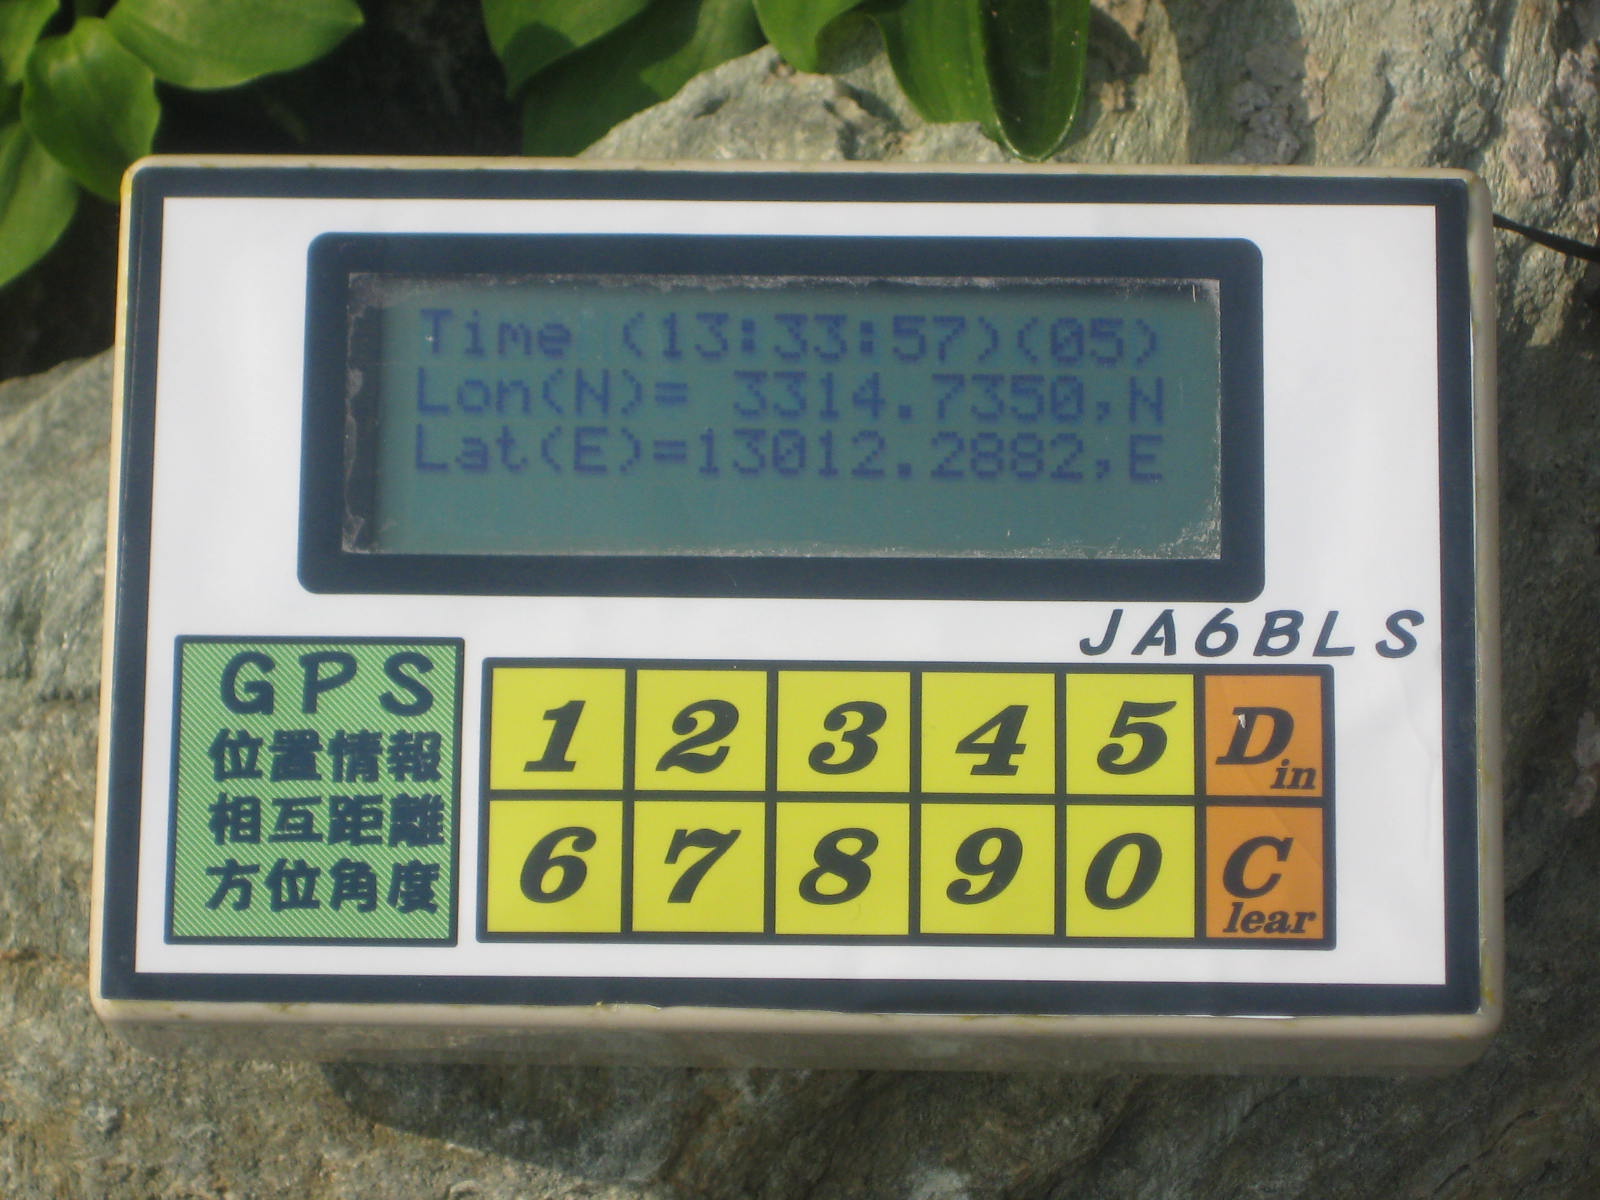 Time (13:33:57)(05)
Lon(N)= 3314.7350,N
Lat(E)=13012.2882,E
JA6BLS
GPS
位置情報
相互距離
方位角度
1 2 3 4 5 Din
6 7 8 9 0 Clear